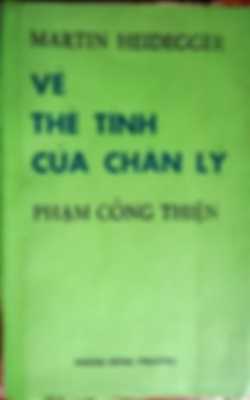 MARTIN HEIDEGGER
VỀ
THỂ TÍNH
CỦA CHÂN LÝ
PHẠM CÔNG THIỆN